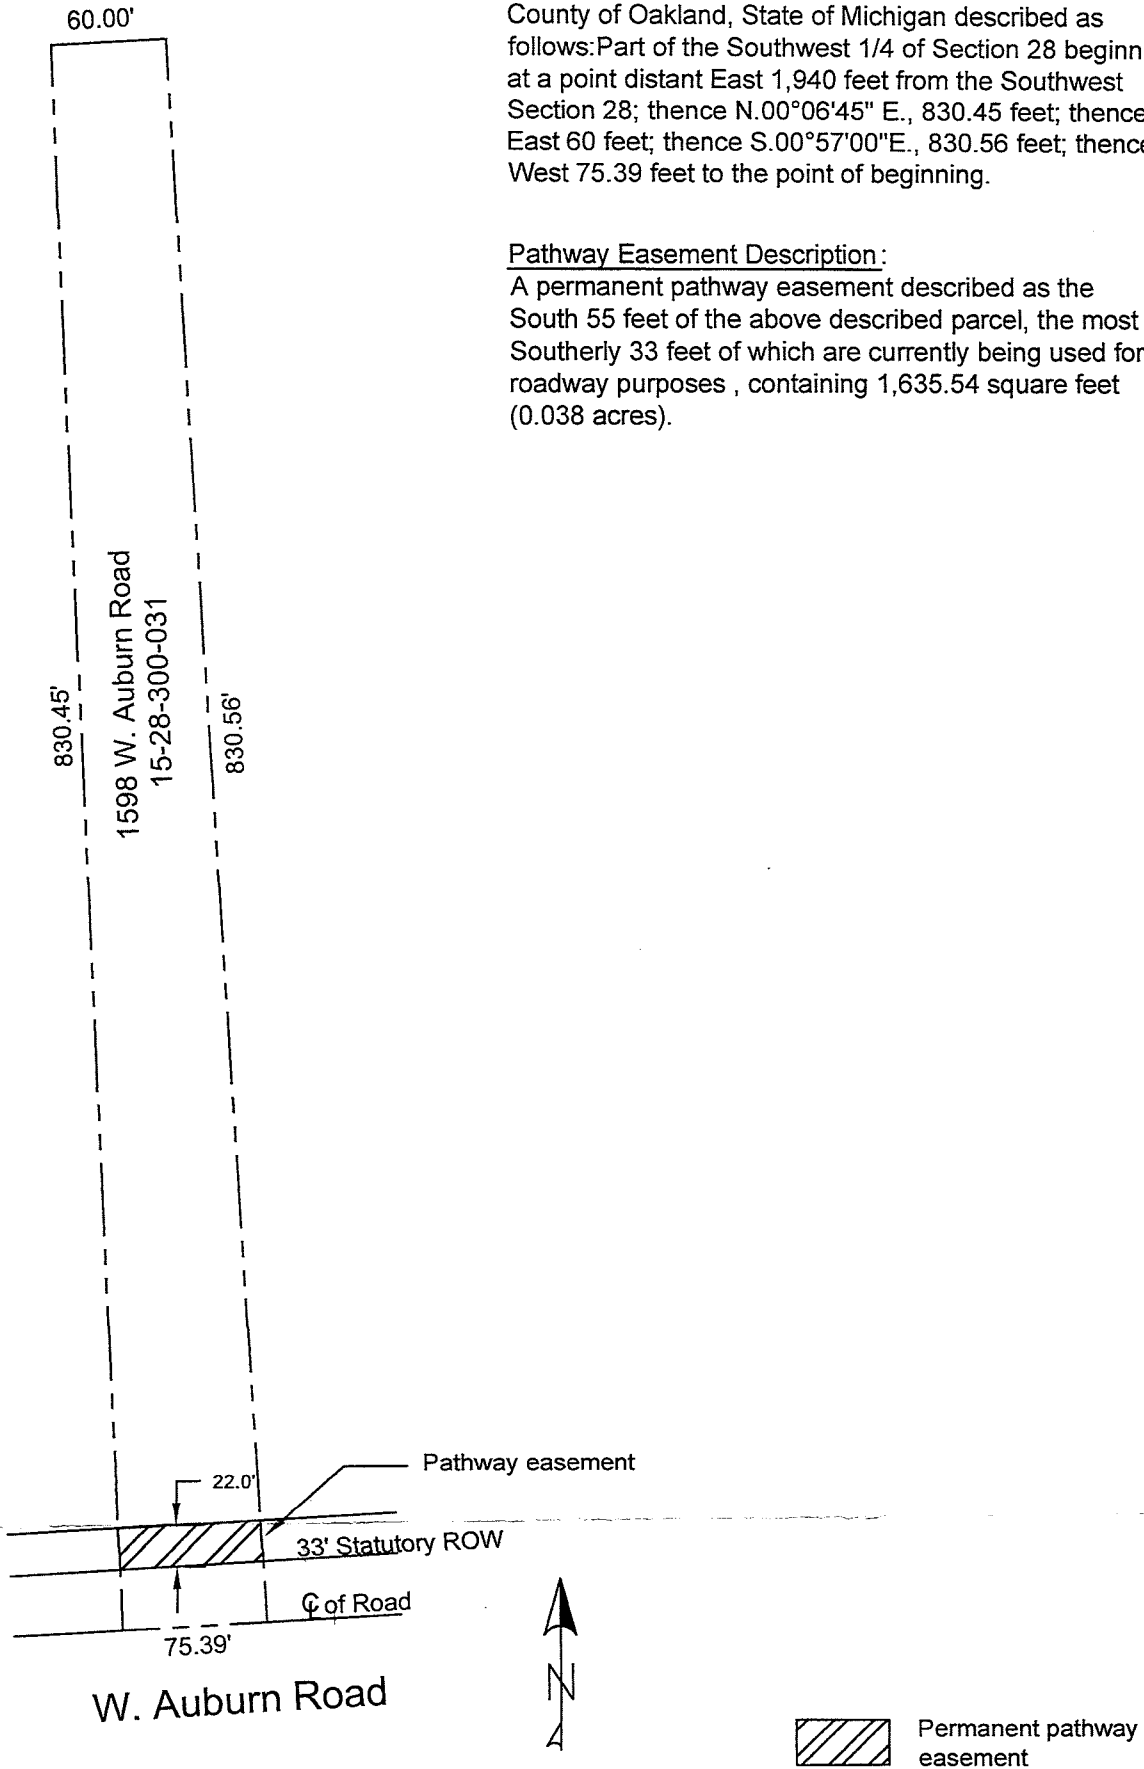 60.00'
County of Oakland, State of Michigan described as
follows:Part of the Southwest 1/4 of Section 28 beginn
at a point distant East 1,940 feet from the Southwest
Section 28; thence N.00°06'45" E., 830.45 feet; thence
East 60 feet; thence S.00°57'00"E., 830.56 feet; thence
West 75.39 feet to the point of beginning.
Pathway Easement Description:
A permanent pathway easement described as the
South 55 feet of the above described parcel, the most
Southerly 33 feet of which are currently being used for
roadway purposes , containing 1,635.54 square feet
(0.038 acres).
830.45'
1598 W. Auburn Road
15-28-300-031
830.56'
22.0'
Pathway easement
33' Statutory ROW
℄ of Road
75.39'
W. Auburn Road
N
Permanent pathway
easement